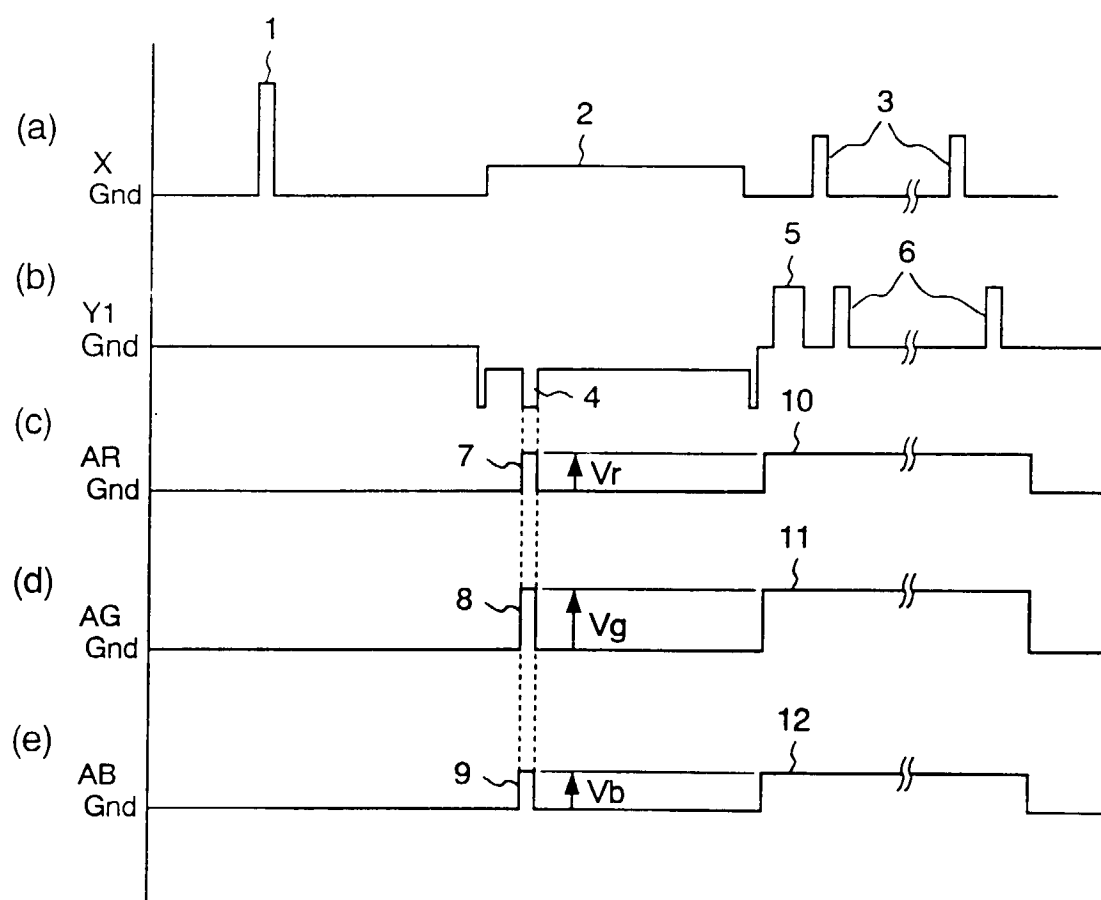 1
(a)
X
Gnd
2
3
(b)
Y1
Gnd
5
6
4
(c)
AR
Gnd
7
Vr
10
(d)
AG
Gnd
8
Vg
11
(e)
AB
Gnd
9
Vb
12